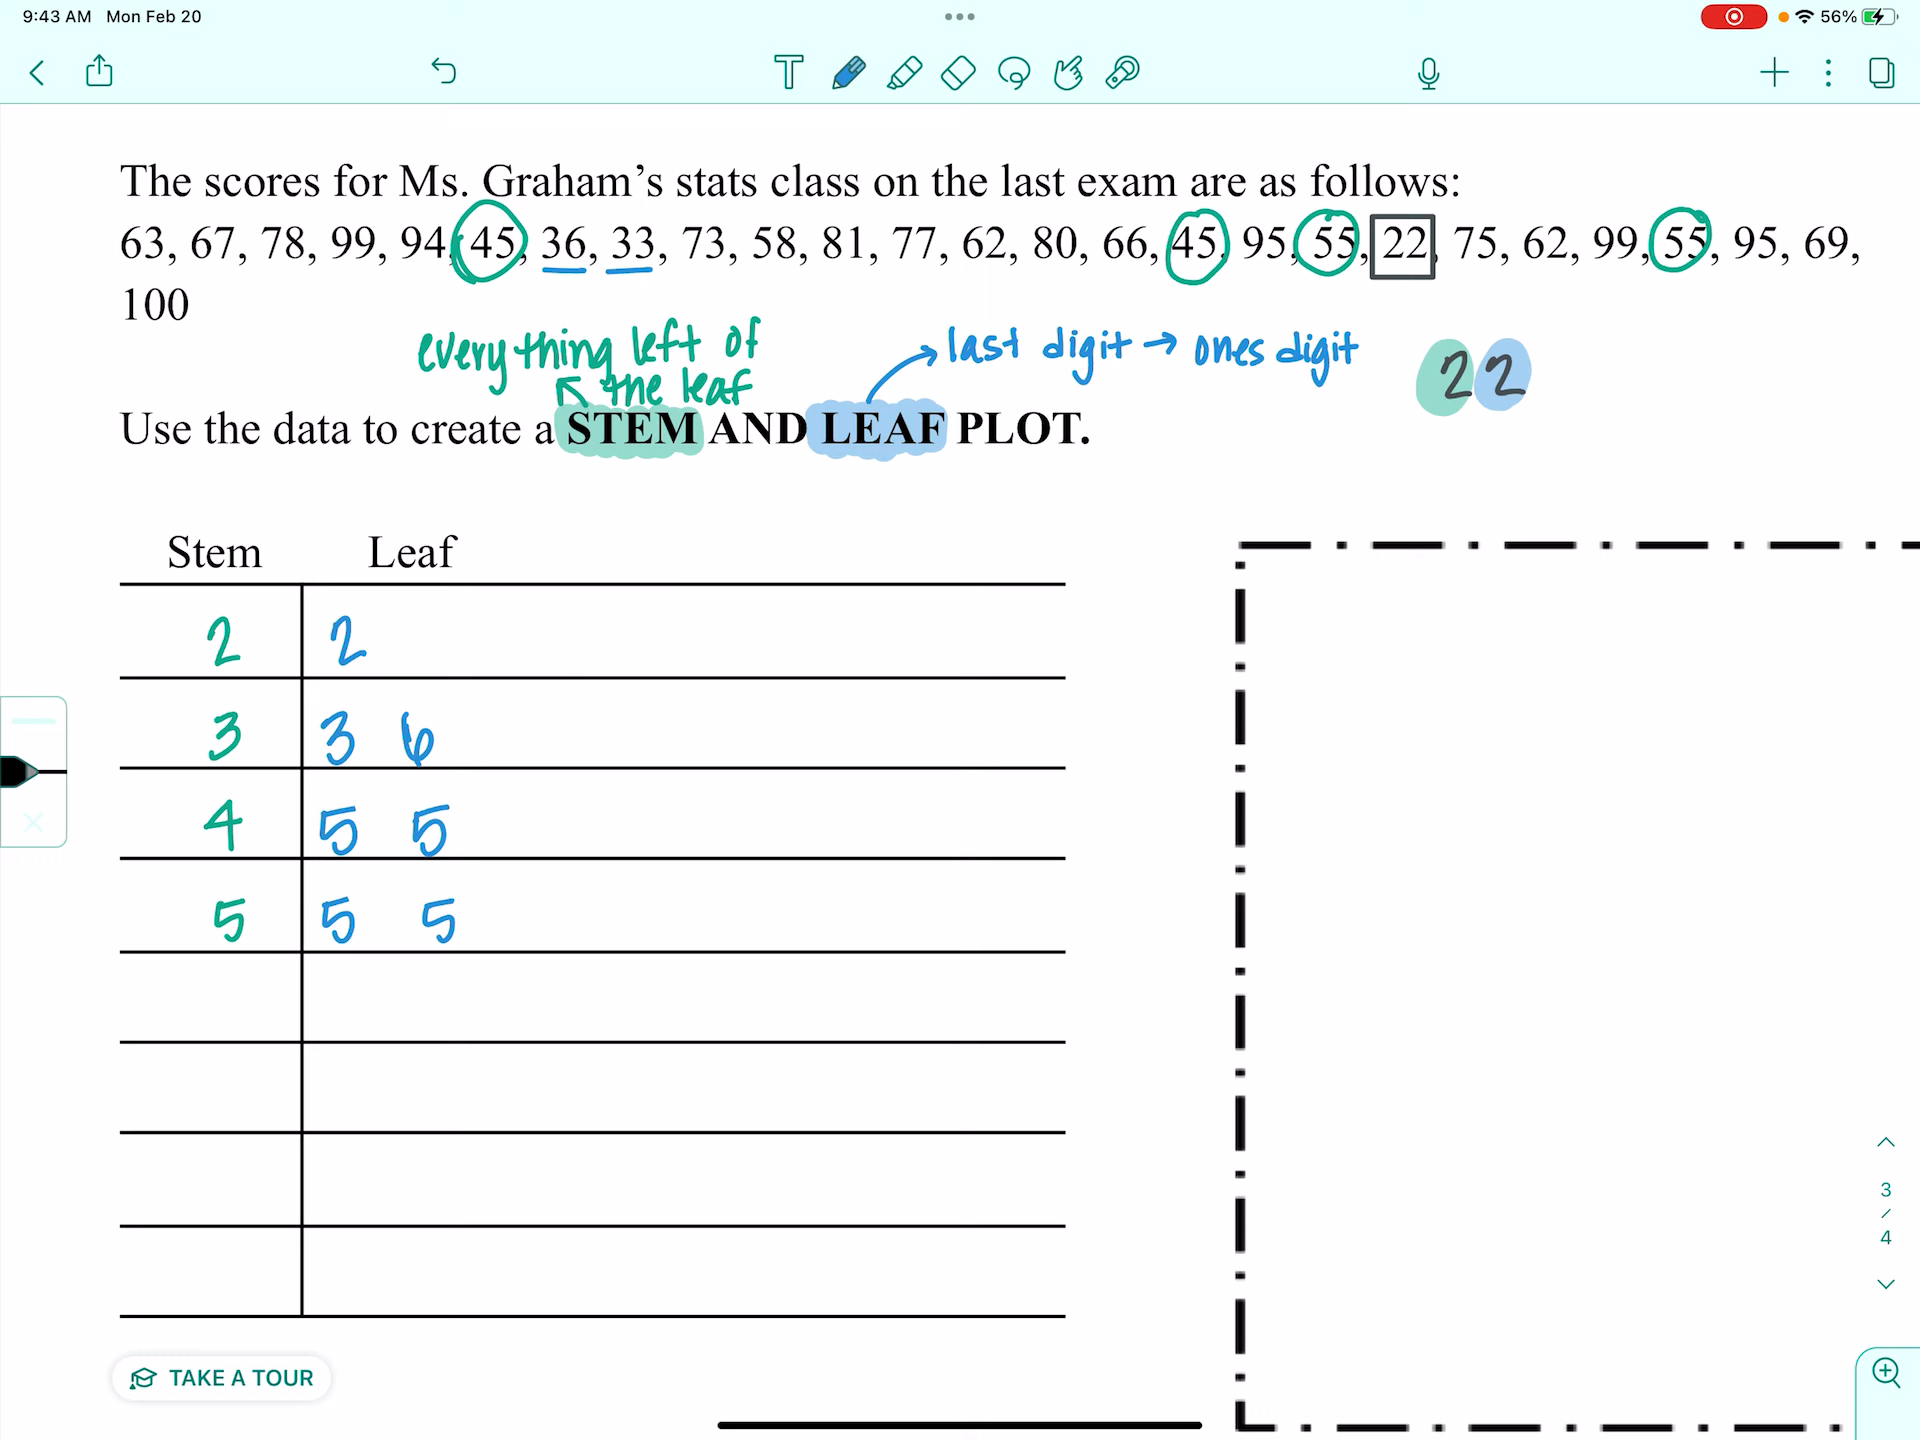 9:43 AM Mon Feb 20
56%
The scores for Ms. Graham’s stats class on the last exam are as follows:
63, 67, 78, 99, 94, 45, 36, 33, 73, 58, 81, 77, 62, 80, 66, 45, 95, 55, 22, 75, 62, 99, 55, 95, 69,
100
everything left of
the leaf
last digit → ones digit
22
Use the data to create a STEM AND LEAF PLOT.
Stem Leaf
2 2
3 3 6
4 5 5
5 5 5
3
/
4
TAKE A TOUR